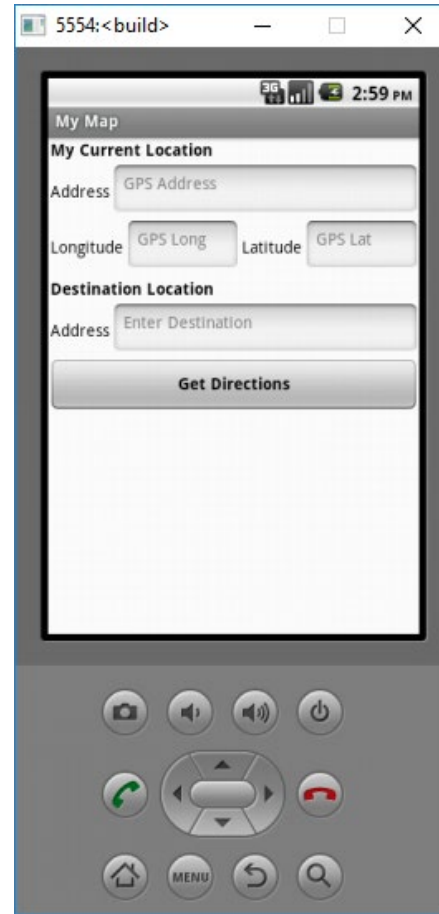 5554:<build>
3G 2:59 PM
My Map
My Current Location
Address GPS Address
Longitude GPS Long Latitude GPS Lat
Destination Location
Address Enter Destination
Get Directions
MENU